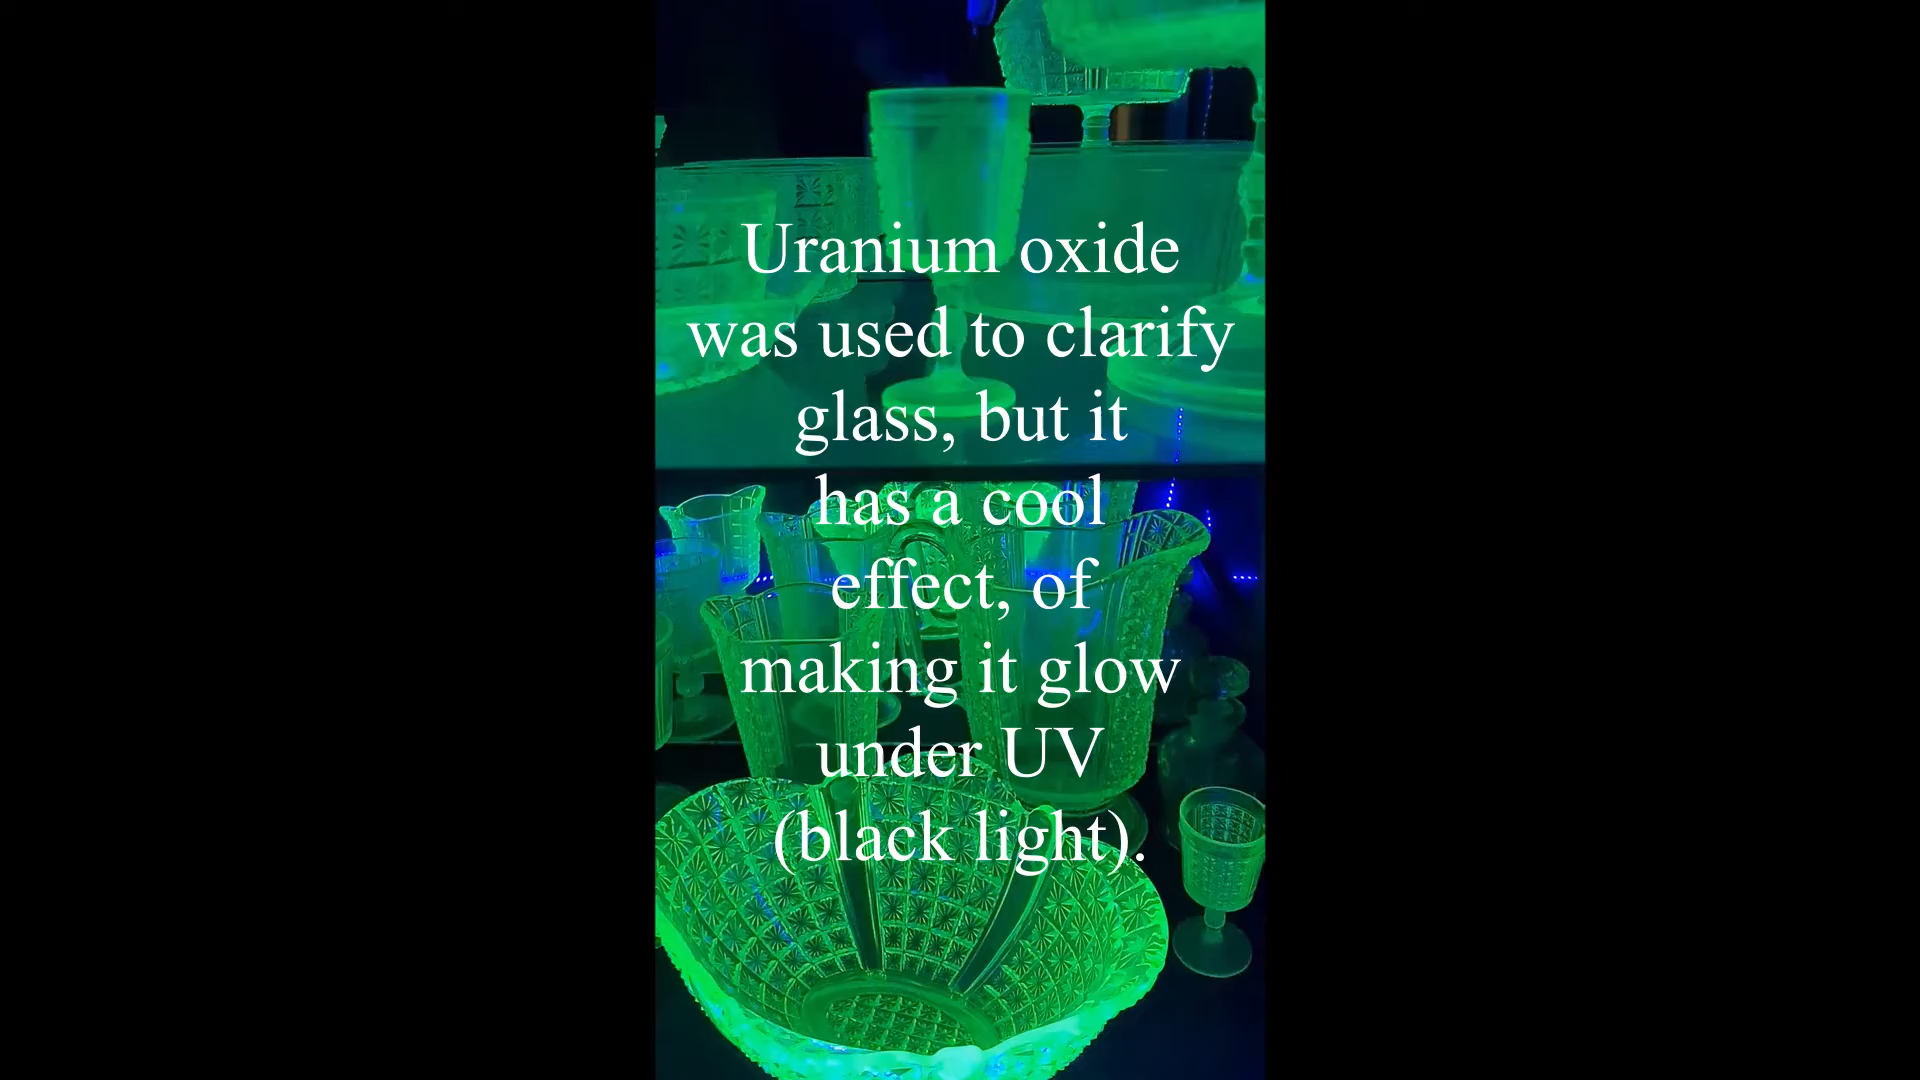 Uranium oxide
was used to clarify
glass, but it
has a cool
effect, of
making it glow
under UV
(black light).